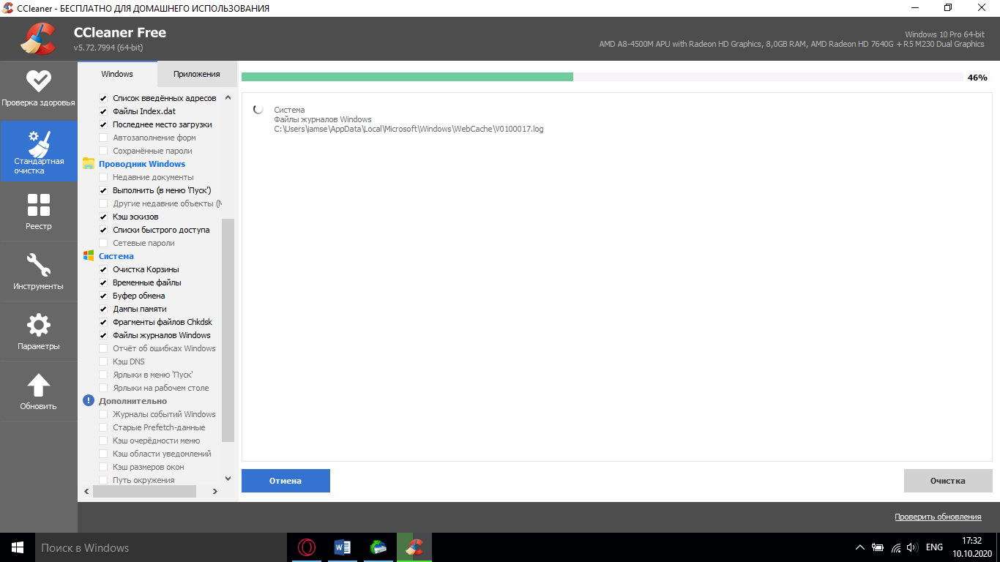 CCleaner - БЕСПЛАТНО ДЛЯ ДОМАШНЕГО ИСПОЛЬЗОВАНИЯ
CCleaner Free
v5.72.7994 (64-bit)
Windows 10 Pro 64-bit
AMD A8-4500M APU with Radeon HD Graphics, 8,0GB RAM, AMD Radeon HD 7640G + R5 M230 Dual Graphics
Проверка здоровья
Стандартная
очистка
Реестр
Инструменты
Параметры
Обновить
Windows
Приложения
Список введённых адресов
Файлы Index.dat
Последнее место загрузки
Автозаполнение форм
Сохранённые пароли
Проводник Windows
Недавние документы
Выполнить (в меню 'Пуск')
Другие недавние объекты (M
Кэш эскизов
Списки быстрого доступа
Сетевые пароли
Система
Очистка Корзины
Временные файлы
Буфер обмена
Дампы памяти
Фрагменты файлов Chkdsk
Файлы журналов Windows
Отчёт об ошибках Windows
Кэш DNS
Ярлыки в меню 'Пуск'
Ярлыки на рабочем столе
Дополнительно
Журналы событий Windows
Старые Prefetch-данные
Кэш очерёдности меню
Кэш области уведомлений
Кэш размеров окон
Путь окружения
46%
Система
Файлы журналов Windows
C:\Users\iamse\AppData\Local\Microsoft\Windows\WebCache\V0100017.log
Отмена
Очистка
Проверить обновления
Поиск в Windows
ENG
17:32
10.10.2020